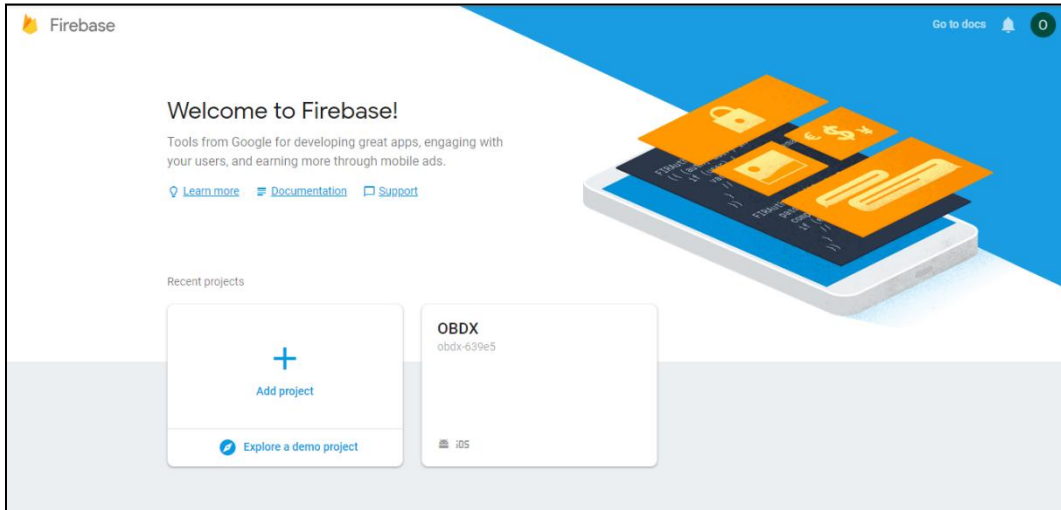 Firebase
Go to docs
O
Welcome to Firebase!
Tools from Google for developing great apps, engaging with
your users, and earning more through mobile ads.
Learn more Documentation Support
Recent projects
Add project
Explore a demo project
OBDX
obdx-639e5
iOS